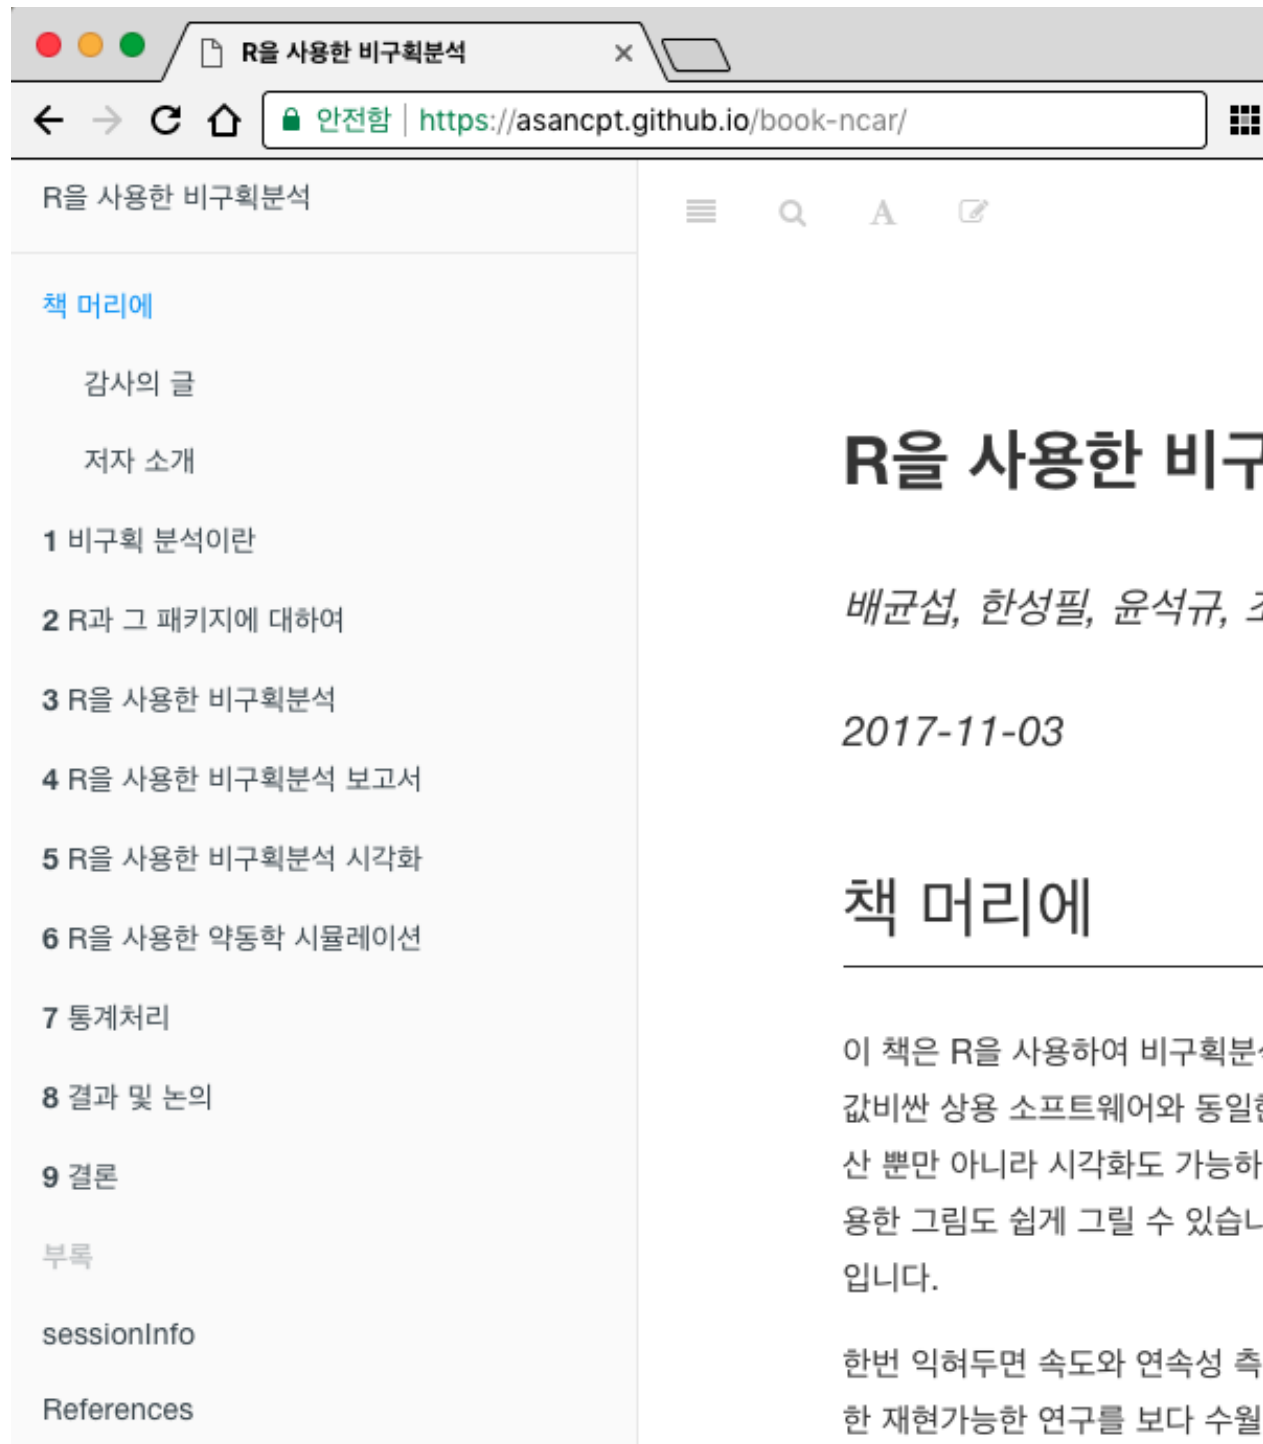 R을 사용한 비구획분석
안전함 | https://asancpt.github.io/book-ncar/
R을 사용한 비구획분석
책 머리에
감사의 글
저자 소개
1 비구획 분석이란
2 R과 그 패키지에 대하여
3 R을 사용한 비구획분석
4 R을 사용한 비구획분석 보고서
5 R을 사용한 비구획분석 시각화
6 R을 사용한 약동학 시뮬레이션
7 통계처리
8 결과 및 논의
9 결론
부록
sessionInfo
References
A
R을 사용한 비구
배균섭, 한성필, 윤석규,
2017-11-03
책 머리에
이 책은 R을 사용하여 비구획분
값비싼 상용 소프트웨어와 동일한
산 뿐만 아니라 시각화도 가능하
용한 그림도 쉽게 그릴 수 있습니
입니다.
한번 익혀두면 속도와 연속성 측
한 재현가능한 연구를 보다 수월